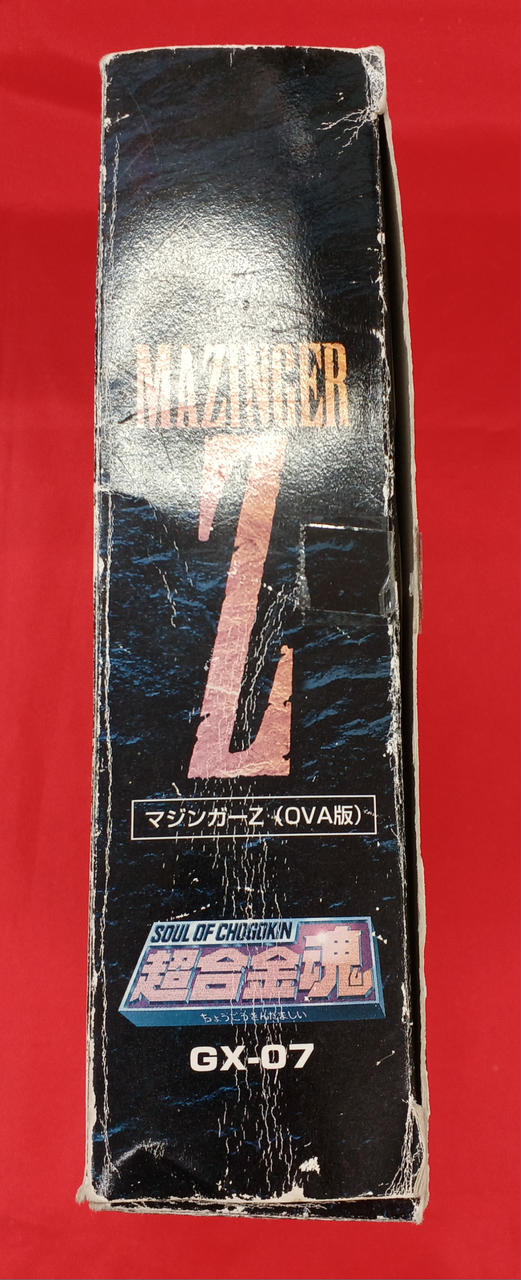 MAZINGER
Z
マジンガーZ（OVA版）
SOUL OF CHOGOKIN
超合金魂
ちょうごうきんだましい
GX-07